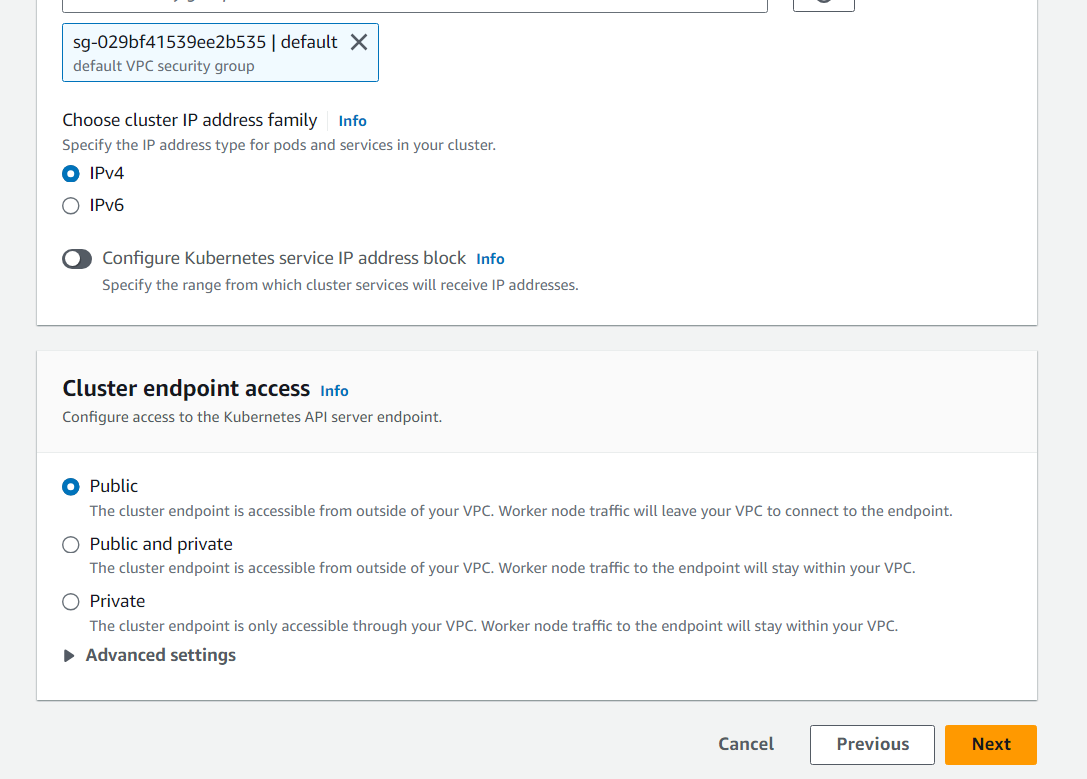 sg-029bf41539ee2b535 | default
default VPC security group
Choose cluster IP address family Info
Specify the IP address type for pods and services in your cluster.
IPv4
IPv6
Configure Kubernetes service IP address block Info
Specify the range from which cluster services will receive IP addresses.
Cluster endpoint access Info
Configure access to the Kubernetes API server endpoint.
Public
The cluster endpoint is accessible from outside of your VPC. Worker node traffic will leave your VPC to connect to the endpoint.
Public and private
The cluster endpoint is accessible from outside of your VPC. Worker node traffic to the endpoint will stay within your VPC.
Private
The cluster endpoint is only accessible through your VPC. Worker node traffic to the endpoint will stay within your VPC.
Advanced settings
Cancel Previous Next